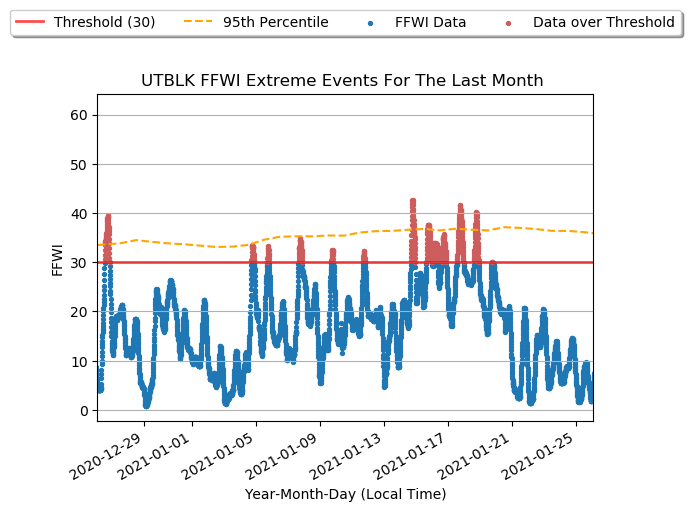 Threshold (30) 95th Percentile FFWI Data Data over Threshold
UTBLK FFWI Extreme Events For The Last Month
60
50
40
30
20
10
0
FFWI
2020-12-29 2021-01-01 2021-01-05 2021-01-09 2021-01-13 2021-01-17 2021-01-21 2021-01-25
Year-Month-Day (Local Time)